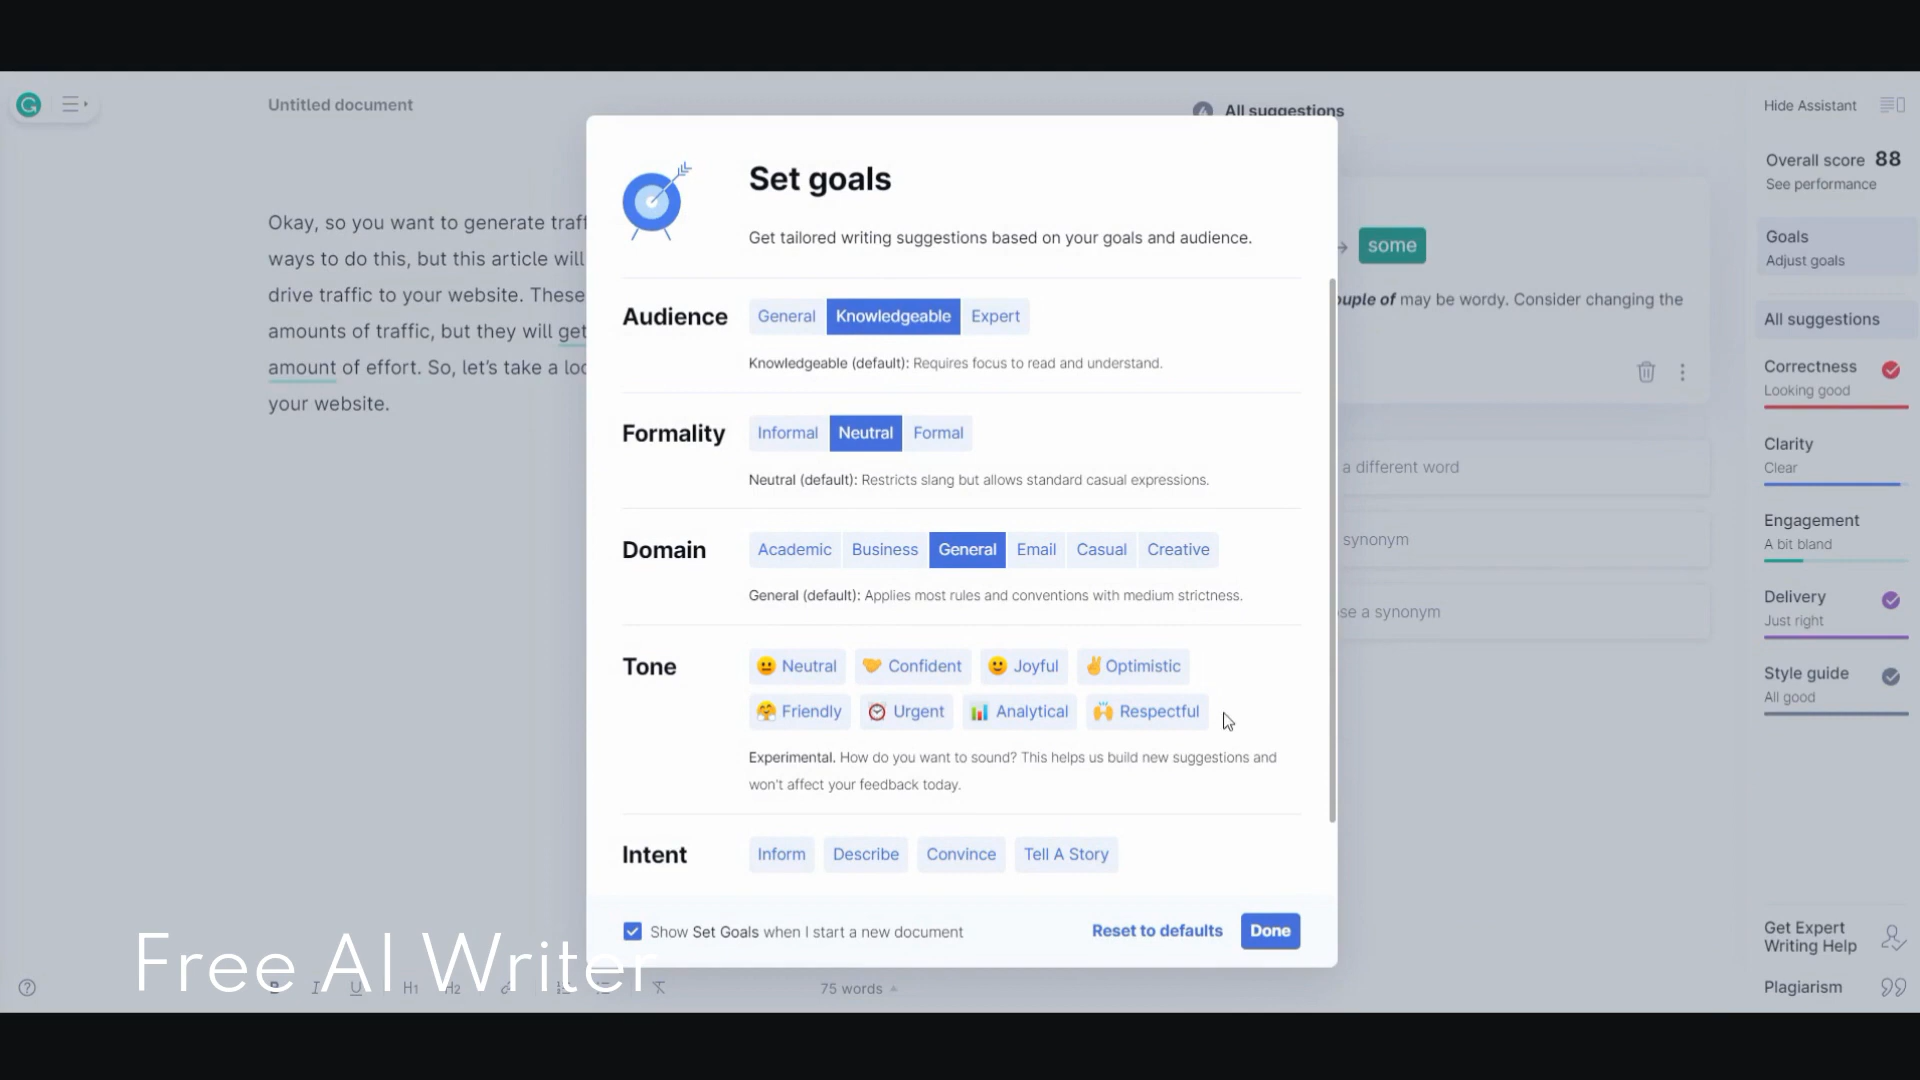 Untitled document
All suggestions
Hide Assistant
Overall score 88
See performance
Goals
Adjust goals
All suggestions
Correctness
Looking good
Clarity
Clear
Engagement
A bit bland
Delivery
Just right
Style guide
All good
Get Expert
Writing Help
Plagiarism
Okay, so you want to generate
ways to do this, but this article will
drive traffic to your website. These
amounts of traffic, but they will get
amount of effort. So, let's take a
your website.
some
of may be wordy. Consider changing the
a different word
synonym
a synonym
Set goals
Get tailored writing suggestions based on your goals and audience.
Audience
General Knowledgeable Expert
Knowledgeable (default): Requires focus to read and understand.
Formality
Informal Neutral Formal
Neutral (default): Restricts slang but allows standard casual expressions.
Domain
Academic Business General Email Casual Creative
General (default): Applies most rules and conventions with medium strictness.
Tone
Neutral Confident Joyful Optimistic
Friendly Urgent Analytical Respectful
Experimental. How do you want to sound? This helps us build new suggestions and
won't affect your feedback today.
Intent
Inform Describe Convince Tell A Story
Show Set Goals when I start a new document
Reset to defaults
Done
Free AI Writer
B I U H1 H2
75 words